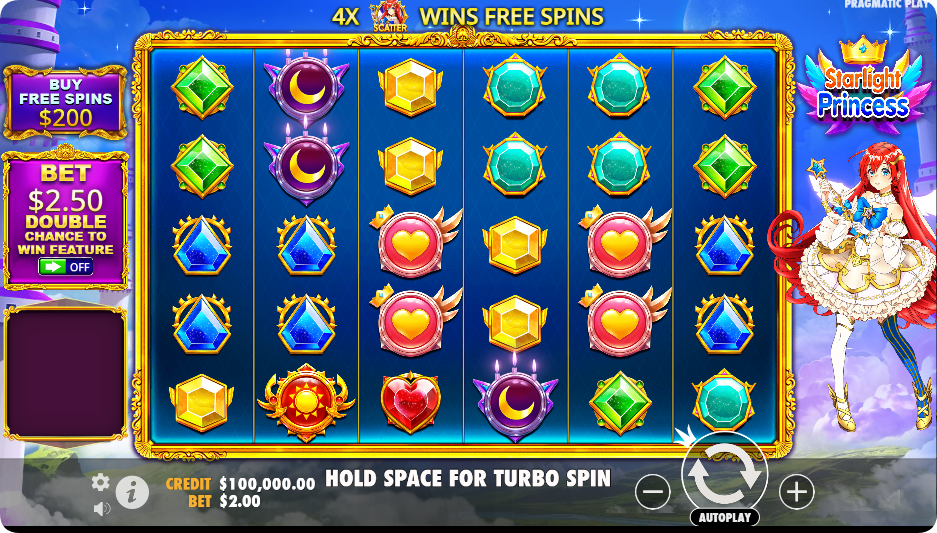 PRAGMATIC PLAY
4X SCATTER WINS FREE SPINS
BUY
FREE SPINS
$200
Starlight
Princess
BET
$2.50
DOUBLE
CHANCE TO
WIN FEATURE
OFF
CREDIT $100,000.00
BET $2.00
HOLD SPACE FOR TURBO SPIN
AUTOPLAY